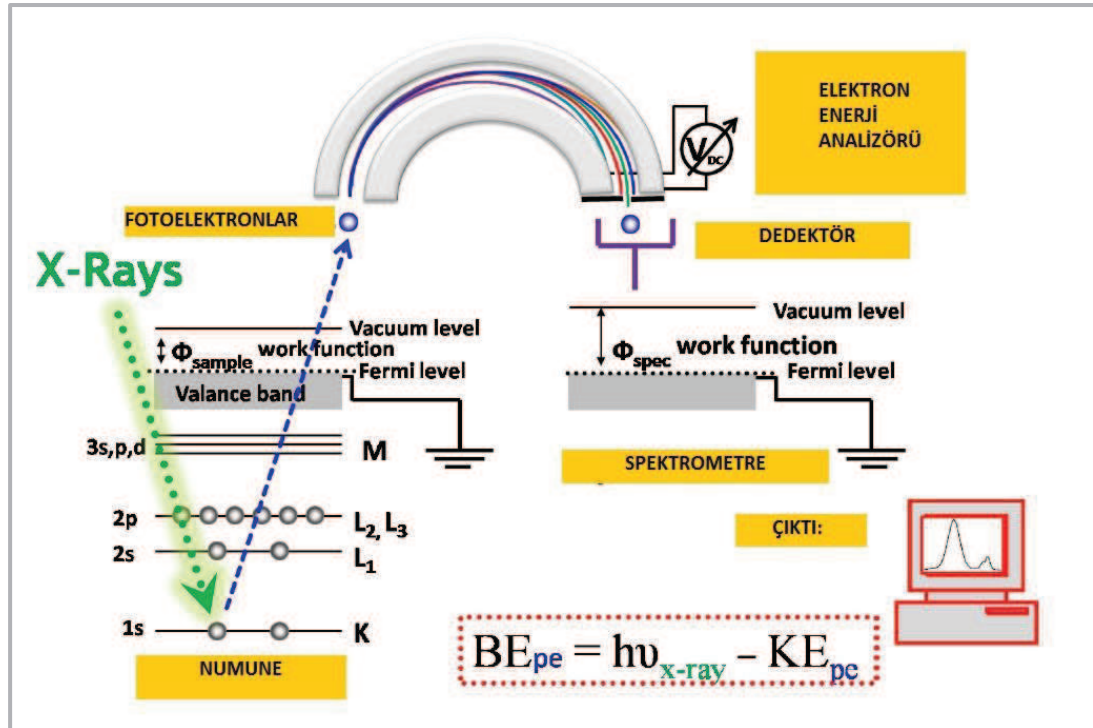 ELEKTRON
ENERJİ
ANALİZÖRÜ
V DC
FOTOELEKTRONLAR
DEDEKTÖR
X-Rays
Vacuum level
Φsample work function
Fermi level
Valance band
Vacuum level
Φspec work function
Fermi level
3s,p,d M
SPEKTROMETRE
2p L2, L3
ÇIKTI:
2s L1
1s K
NUMUNE
BEpe = hυx-ray – KEpe